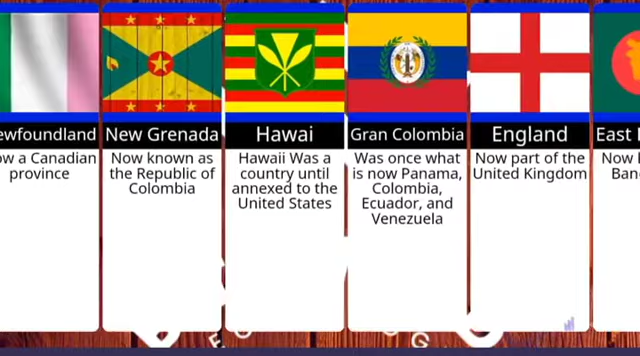 ewfoundland
ow a Canadian
province
New Grenada
Now known as
the Republic of
Colombia
Hawai
Hawaii Was a
country until
annexed to the
United States
Gran Colombia
Was once what
is now Panama,
Colombia,
Ecuador, and
Venezuela
England
Now part of the
United Kingdom
East
Now
Ban